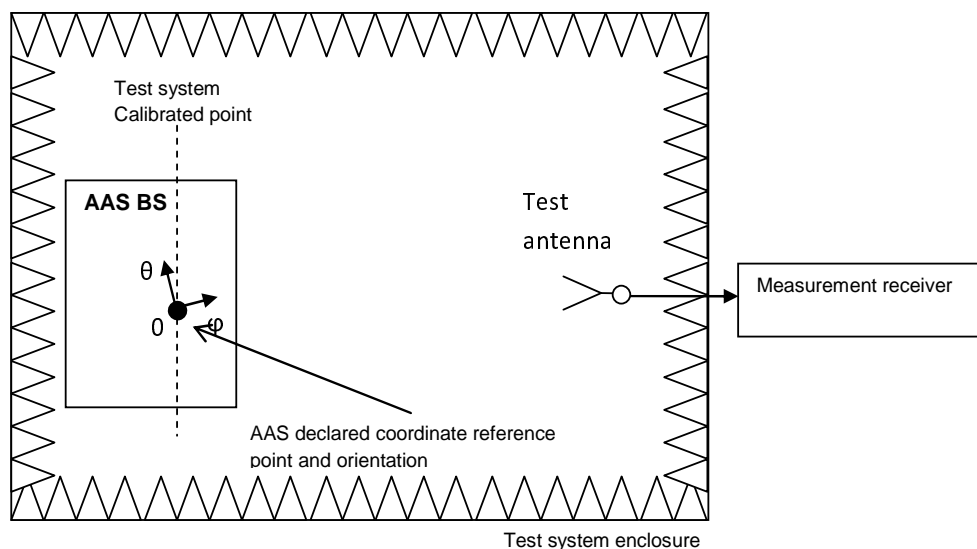 Test system
Calibrated point
AAS BS
Test
antenna
θ
0
φ
Measurement receiver
AAS declared coordinate reference
point and orientation
Test system enclosure